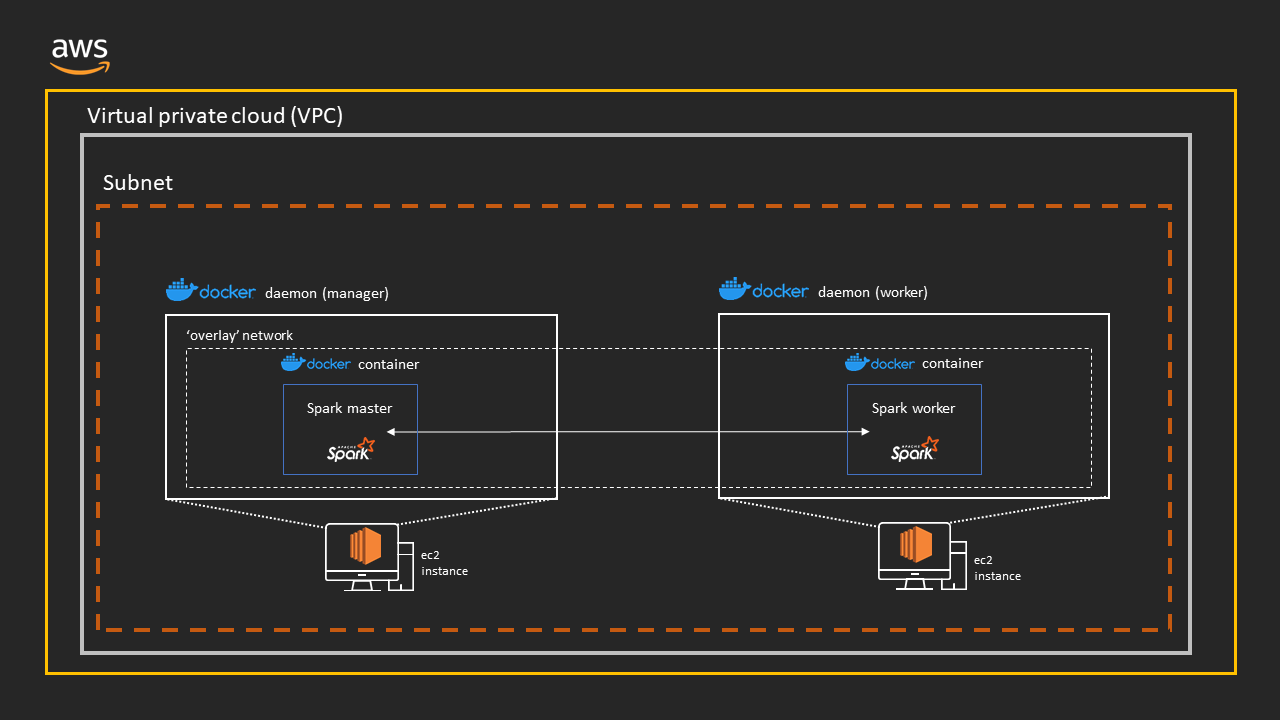 aws
Virtual private cloud (VPC)
Subnet
docker daemon (manager)
docker daemon (worker)
‘overlay’ network
docker container
docker container
Spark master
Spark worker
APACHE
Spark
APACHE
Spark
ec2
instance
ec2
instance